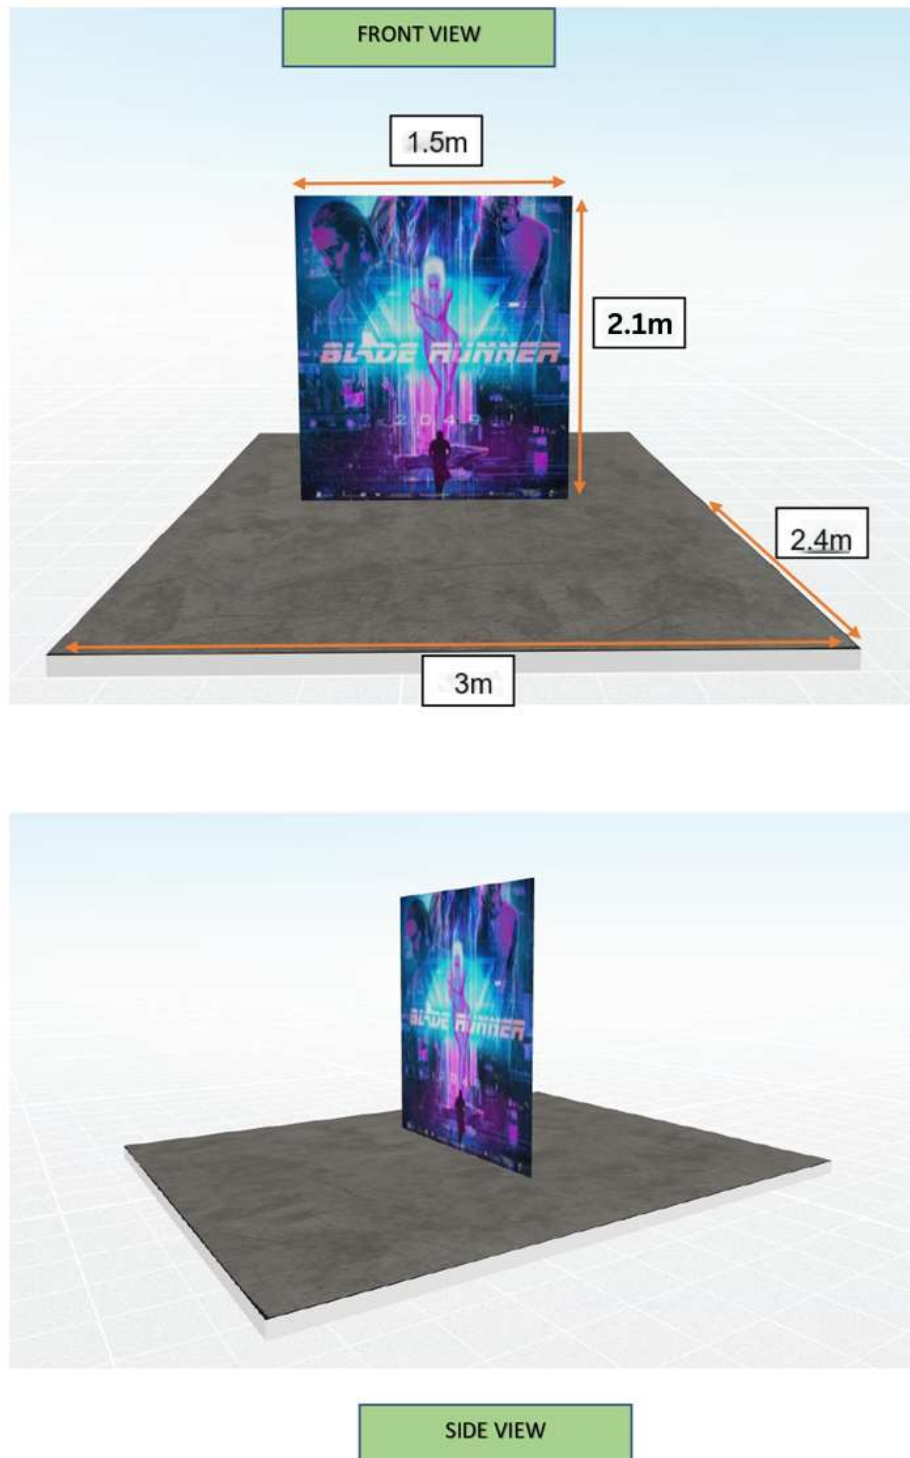 FRONT VIEW
1.5m
2.1m
BLADE RUNNER
2049
2.4m
3m
BLADE RUNNER
SIDE VIEW